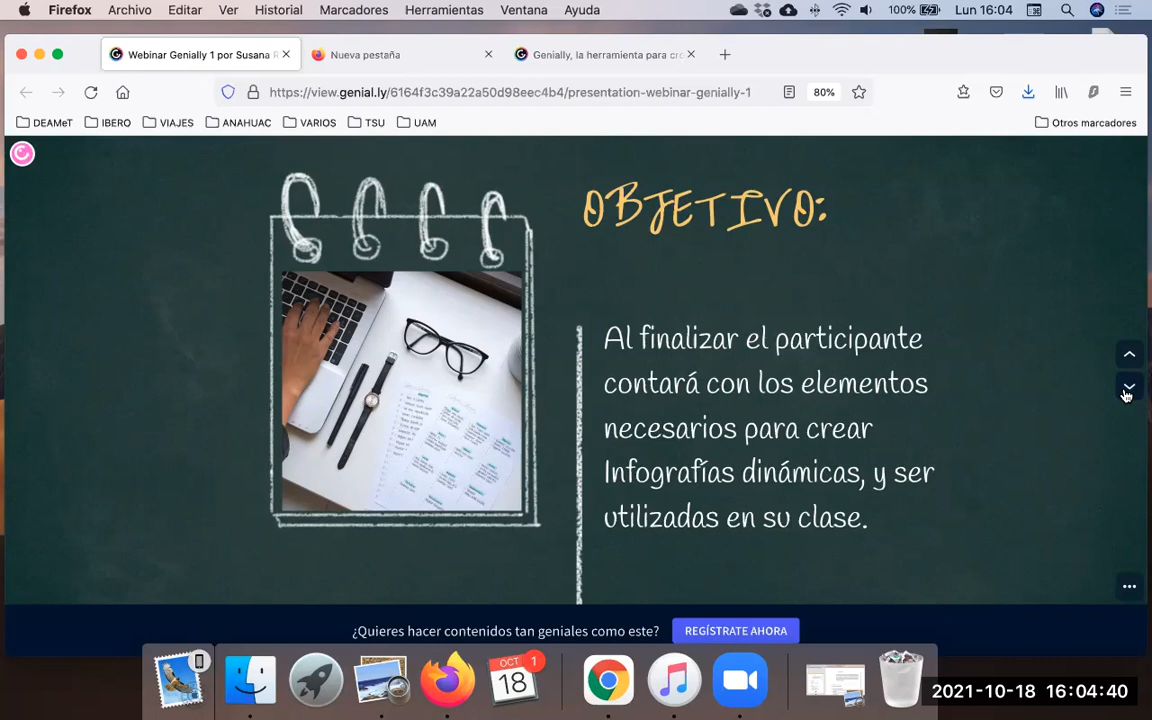 Firefox Archivo Editar Ver Historial Marcadores Herramientas Ventana Ayuda 100% Lun 16:04
Webinar Genially 1 por Susana Nueva pestaña Genially, la herramienta para
https://view.genial.ly/6164f3c39a22a50d98eec4b4/presentation-webinar-genially-1 80%
DEAMeT IBERO VIAJES ANAHUAC VARIOS TSU UAM Otros marcadores
OBJETIVO:
Al finalizar el participante
contará con los elementos
necesarios para crear
Infografías dinámicas, y ser
utilizadas en su clase.
¿Quieres hacer contenidos tan geniales como este? REGÍSTRATE AHORA
OCT 1
18
2021-10-18 16:04:40